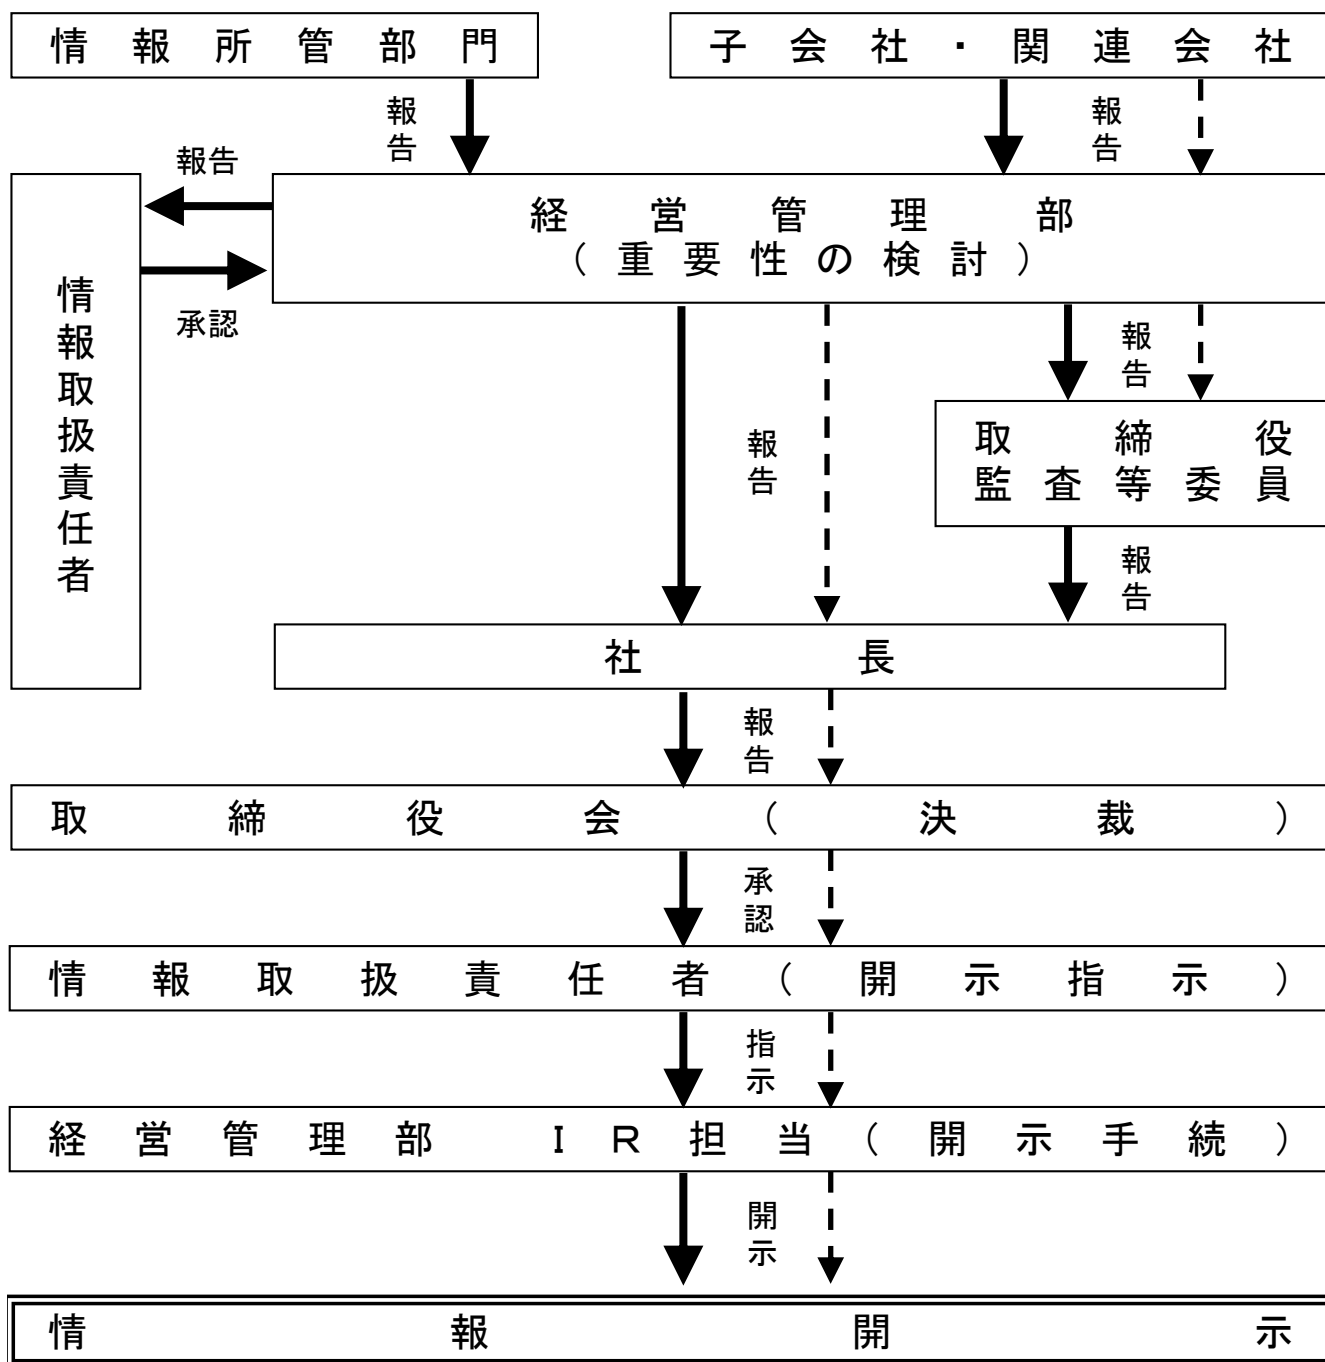 情報所管部門
子会社・関連会社
報告
報告
報告
経営管理部
（重要性の検討）
承認
情報取扱責任者
報告
報告
取締役
監査等委員
報告
社長
報告
取締役会（決裁）
承認
情報取扱責任者（開示指示）
指示
経営管理部 ＩＲ担当（開示手続）
開示
情報開示